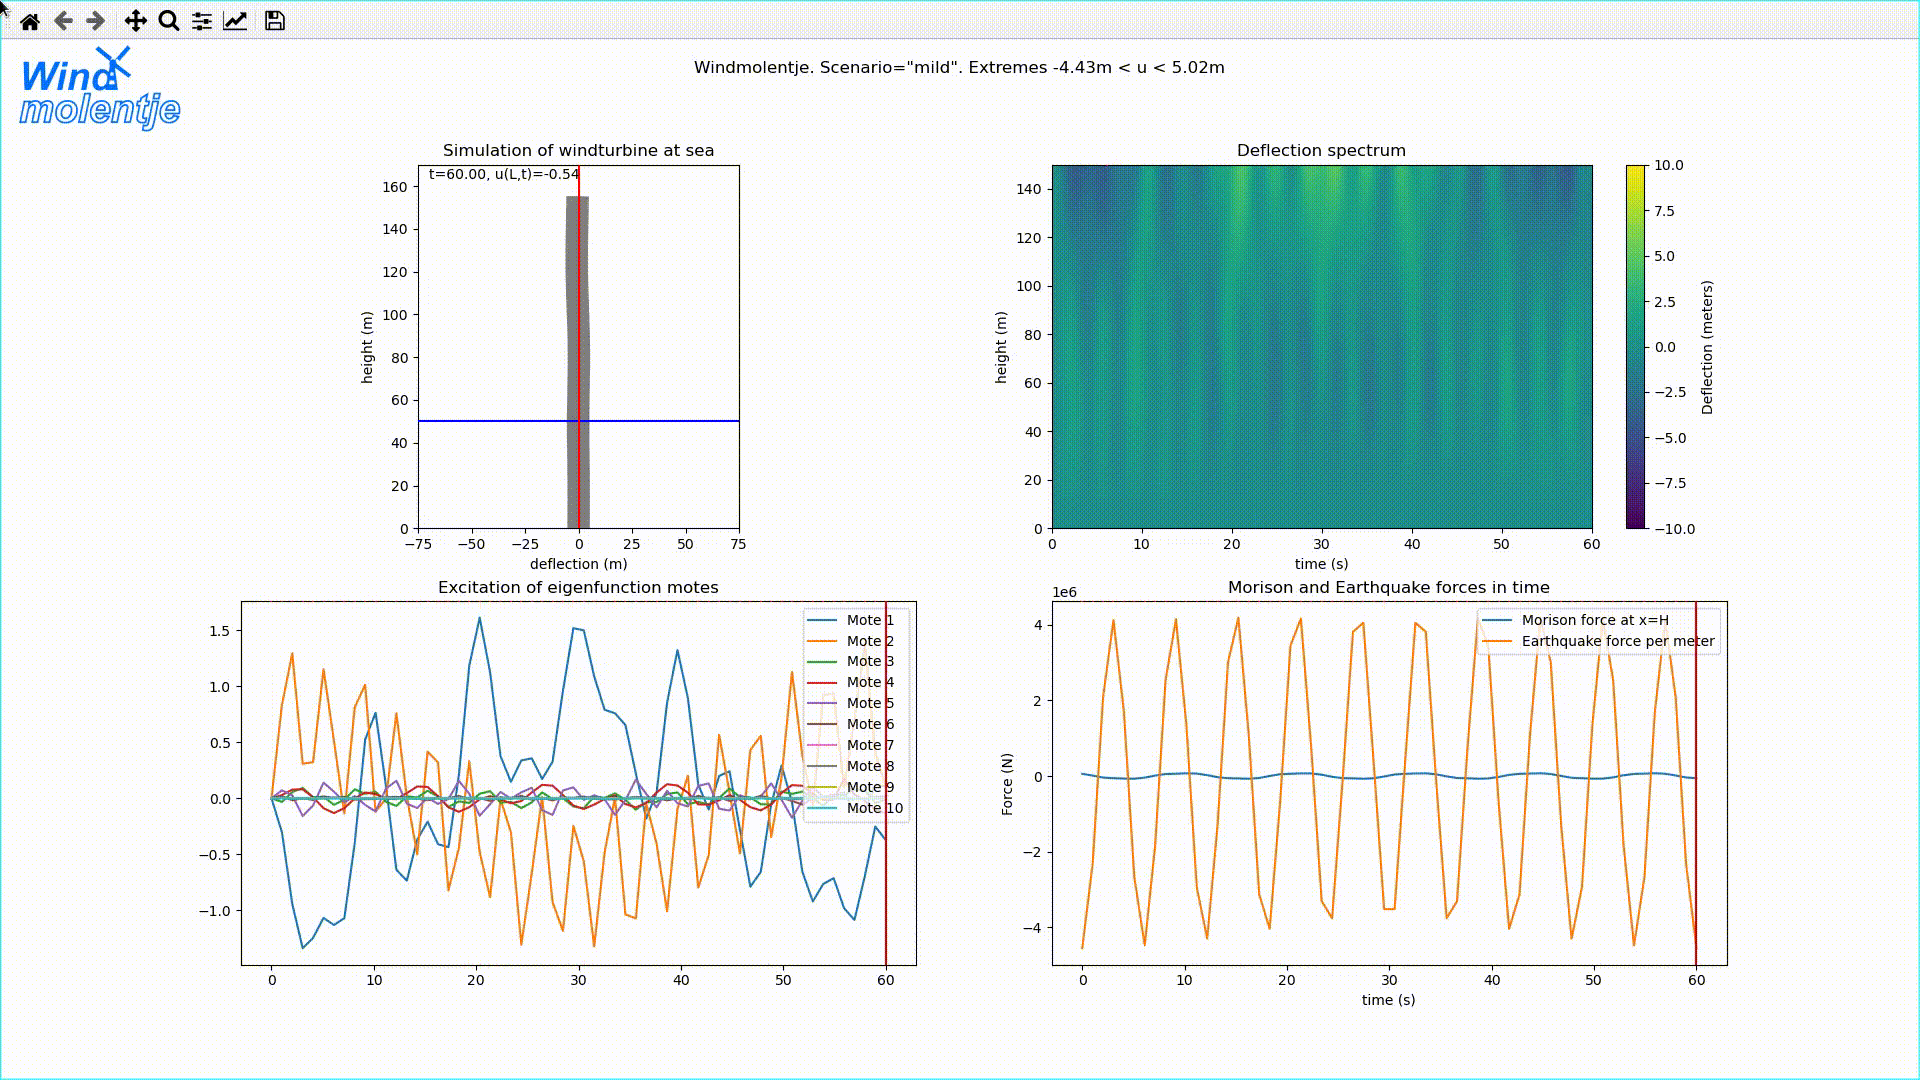 Wind
molentje
Windmolentje. Scenario="mild". Extremes -4.43m < u < 5.02m
Simulation of windturbine at sea
t=60.00, u(L,t)=-0.54
160
140
120
100
80
60
40
20
0
height (m)
−75 −50 −25 0 25 50 75
deflection (m)
Deflection spectrum
140
120
100
80
60
40
20
0
height (m)
0 10 20 30 40 50 60
time (s)
10.0
7.5
5.0
2.5
0.0
−2.5
−5.0
−7.5
−10.0
Deflection (meters)
Excitation of eigenfunction motes
1.5
1.0
0.5
0.0
−0.5
−1.0
0 10 20 30 40 50 60
Mote 1
Mote 2
Mote 3
Mote 4
Mote 5
Mote 6
Mote 7
Mote 8
Mote 9
Mote 10
Morison and Earthquake forces in time
1e6
4
2
0
−2
−4
Force (N)
0 10 20 30 40 50 60
time (s)
Morison force at x=H
Earthquake force per meter